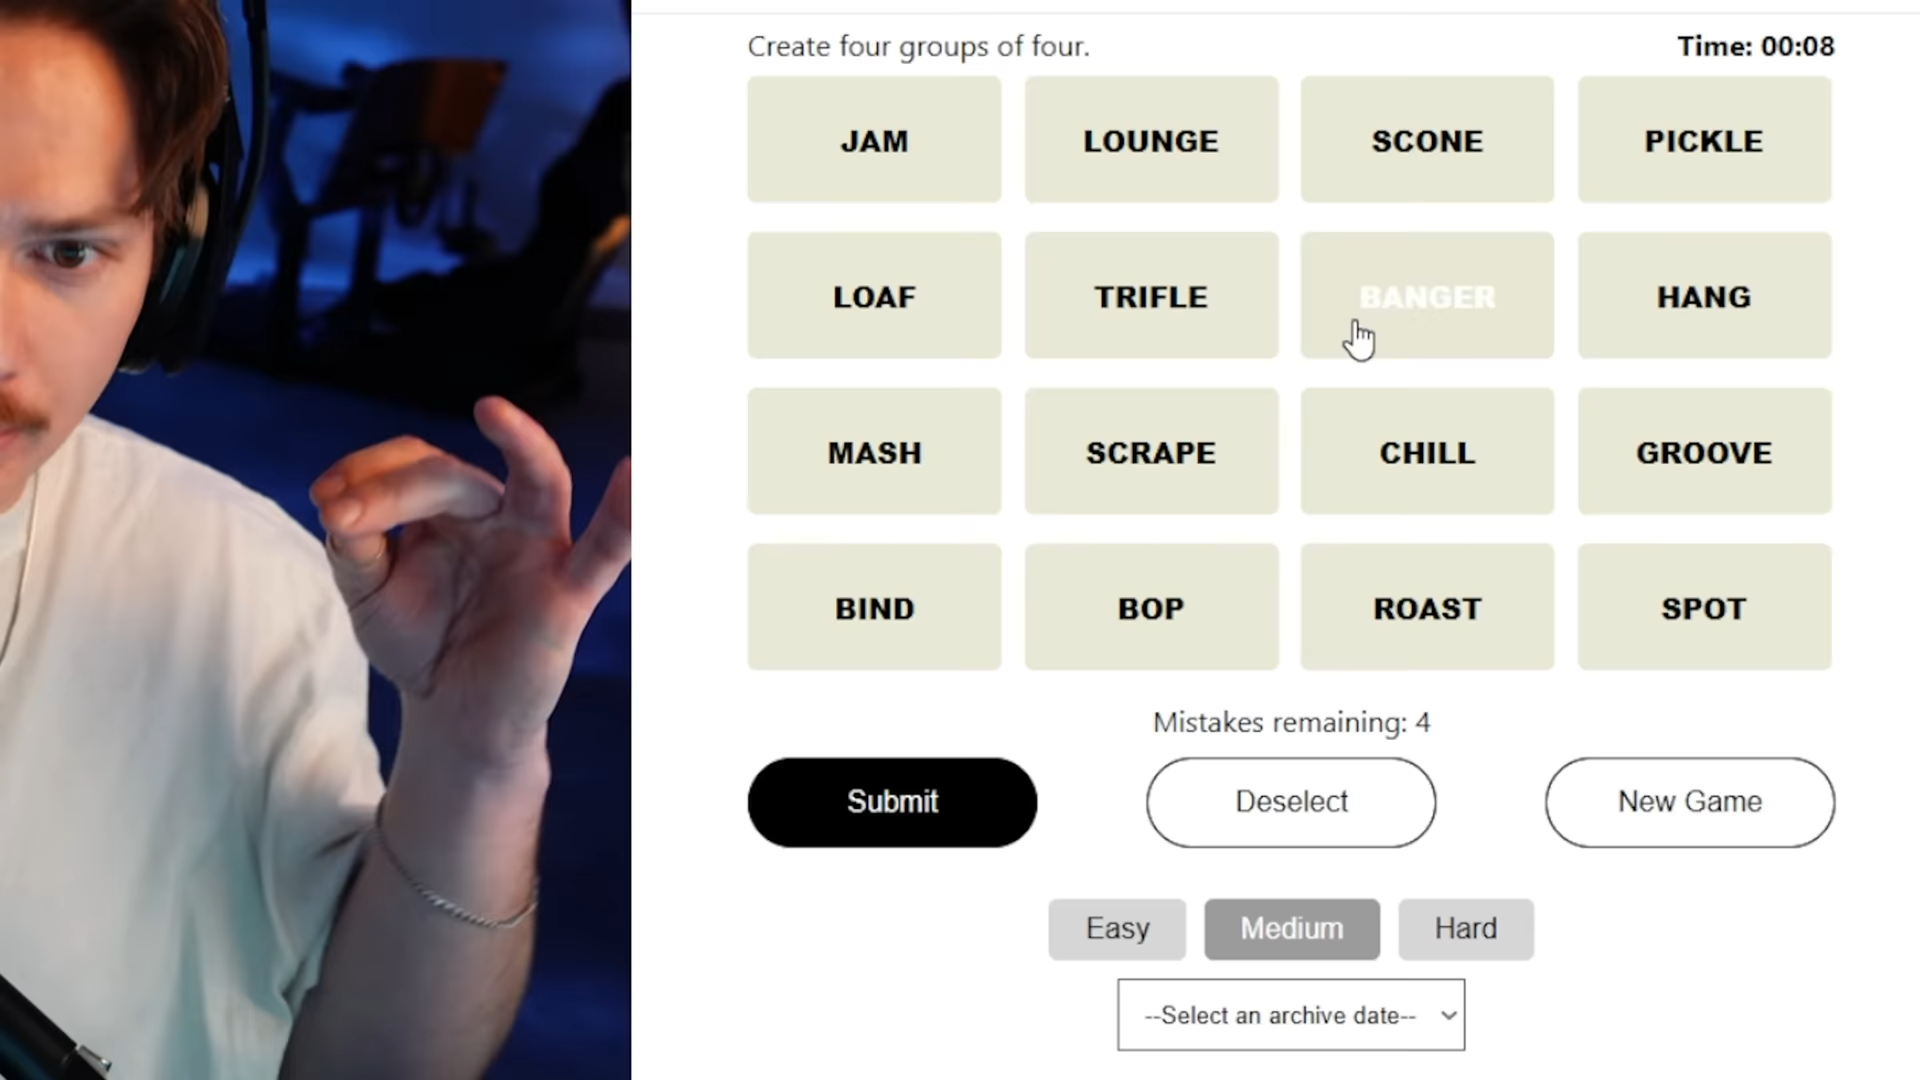 Create four groups of four.
Time: 00:08
JAM LOUNGE SCONE PICKLE
LOAF TRIFLE BANGER HANG
MASH SCRAPE CHILL GROOVE
BIND BOP ROAST SPOT
Mistakes remaining: 4
Submit Deselect New Game
Easy Medium Hard
--Select an archive date--